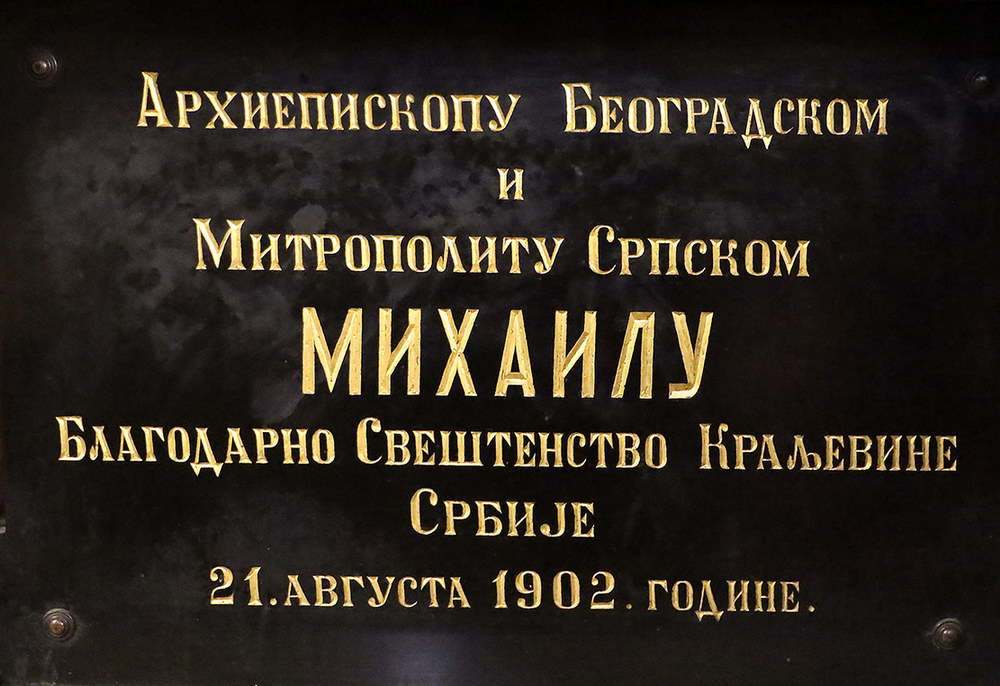 Архиепископу Београдском
и
Митрополиту Српском
МИХАИЛУ
Благодарно Свештенство Краљевине
Србије
21. августа 1902. године.